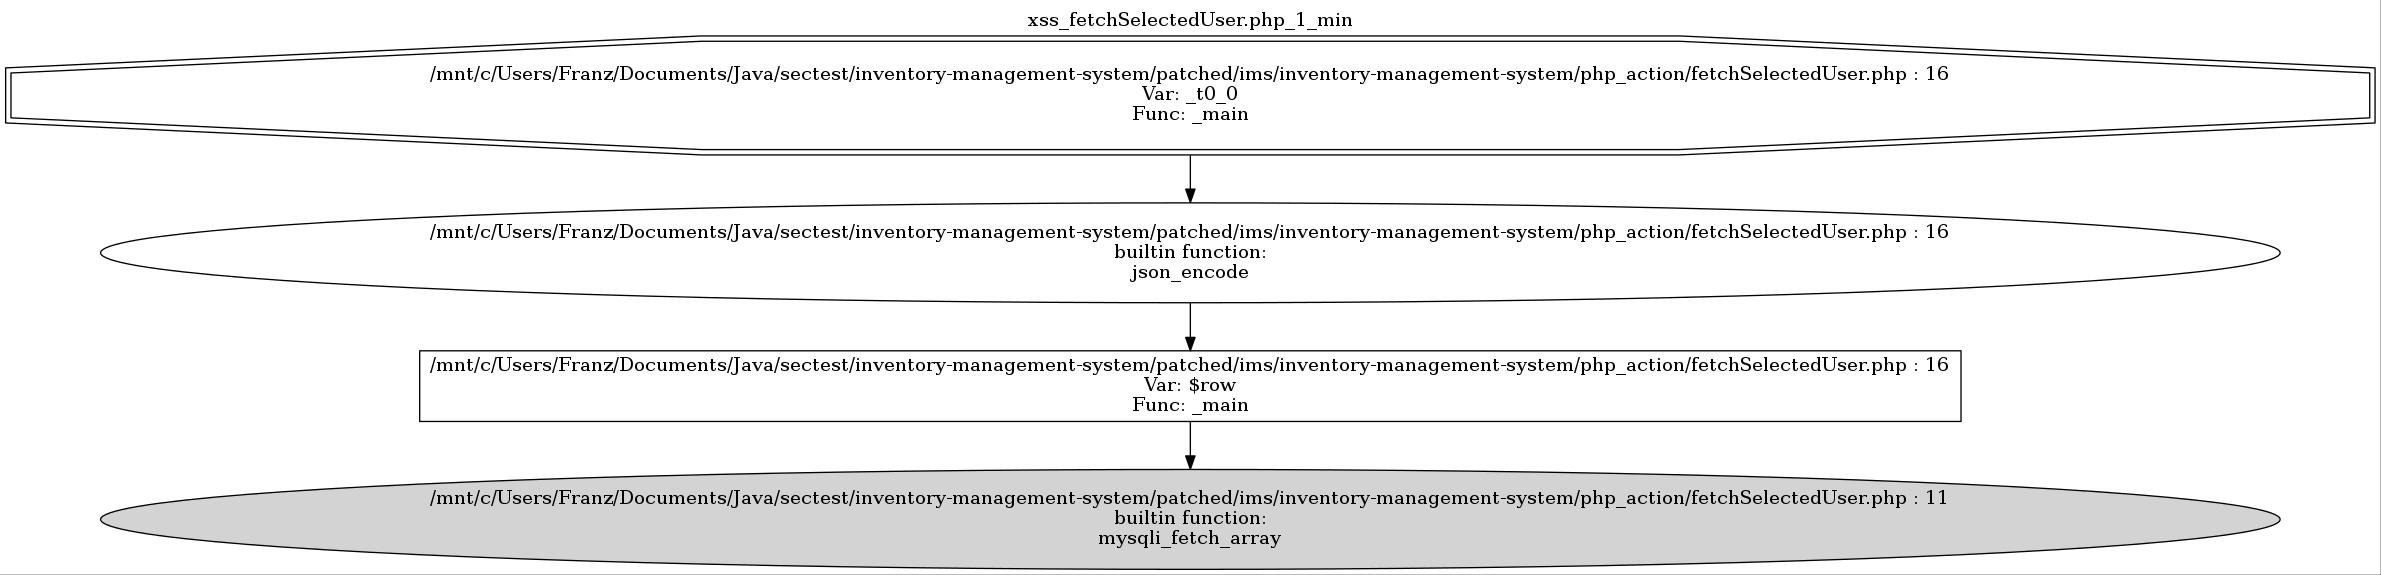 xss_fetchSelectedUser.php_1_min
/mnt/c/Users/Franz/Documents/Java/sectest/inventory-management-system/patched/ims/inventory-management-system/php_action/fetchSelectedUser.php : 16
Var: _t0_0
Func: _main
/mnt/c/Users/Franz/Documents/Java/sectest/inventory-management-system/patched/ims/inventory-management-system/php_action/fetchSelectedUser.php : 16
builtin function:
json_encode
/mnt/c/Users/Franz/Documents/Java/sectest/inventory-management-system/patched/ims/inventory-management-system/php_action/fetchSelectedUser.php : 16
Var: $row
Func: _main
/mnt/c/Users/Franz/Documents/Java/sectest/inventory-management-system/patched/ims/inventory-management-system/php_action/fetchSelectedUser.php : 11
builtin function:
mysqli_fetch_array